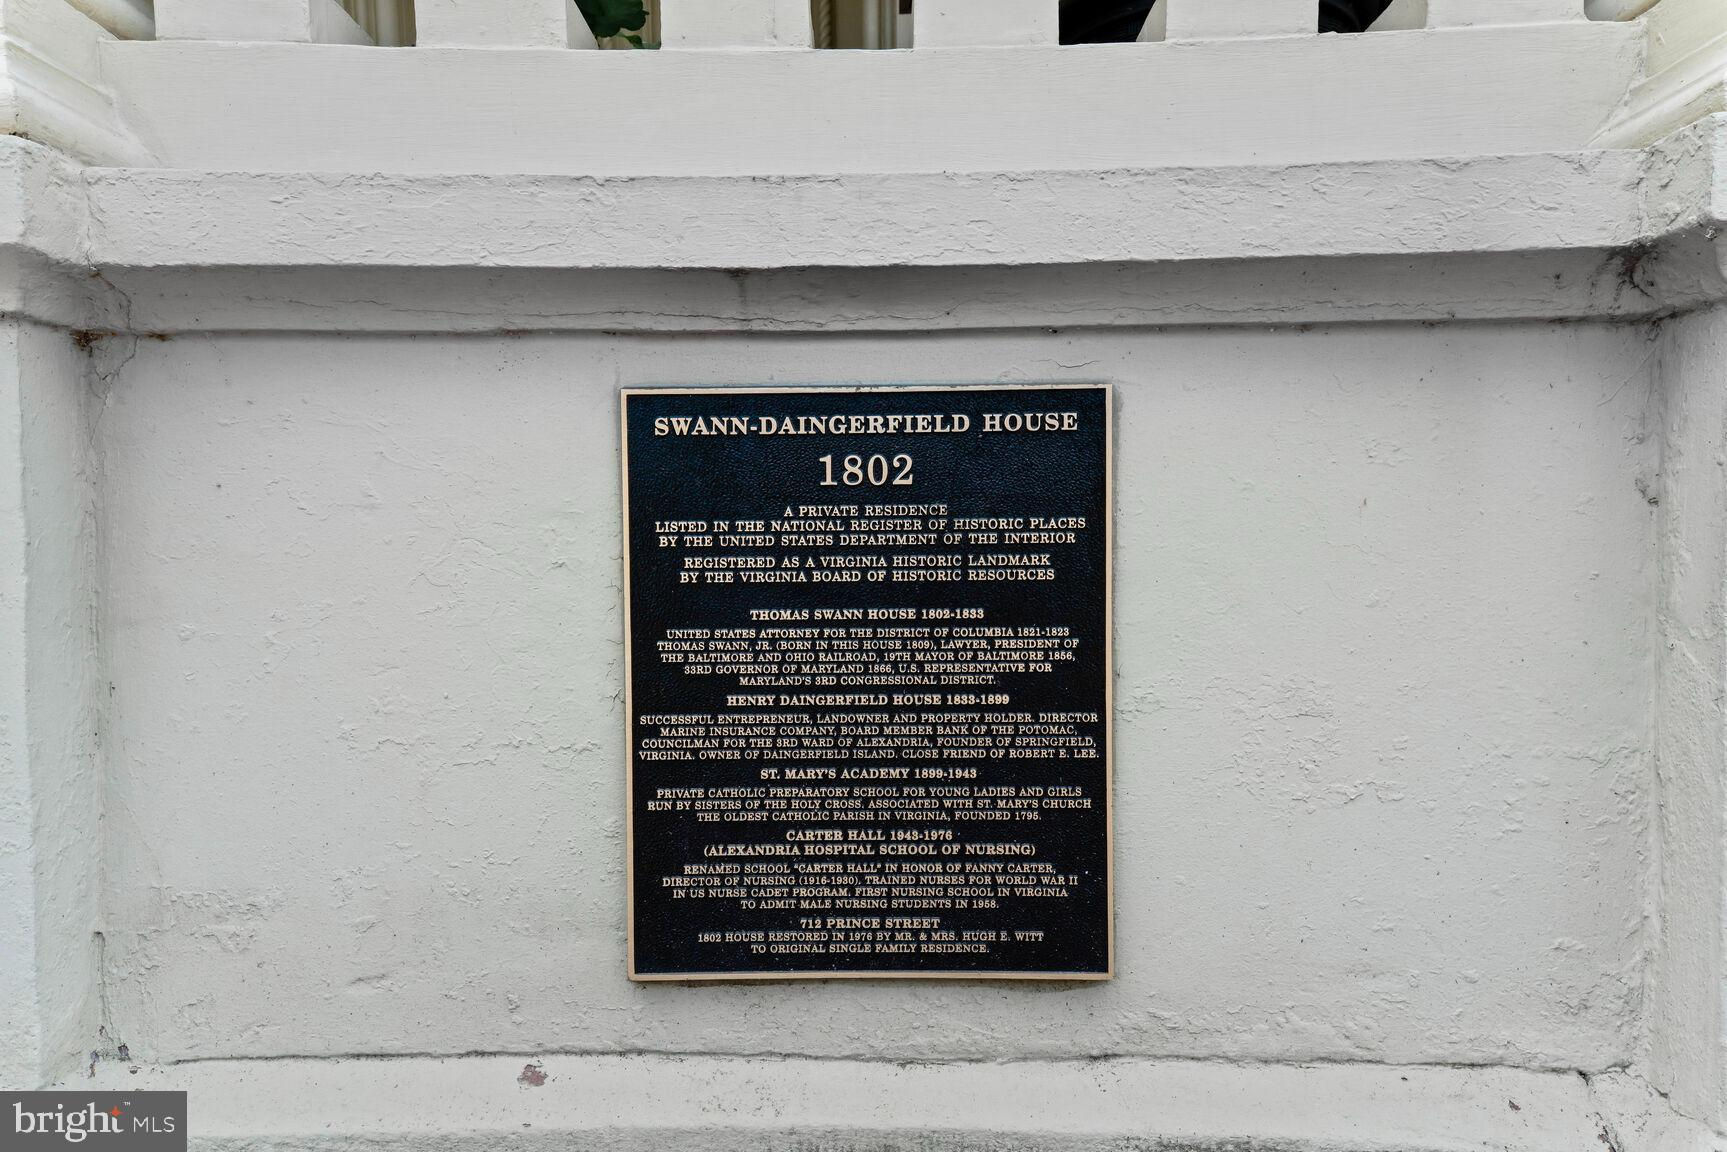 SWANN-DAINGERFIELD HOUSE
1802
A PRIVATE RESIDENCE
LISTED IN THE NATIONAL REGISTER OF HISTORIC PLACES
BY THE UNITED STATES DEPARTMENT OF THE INTERIOR
REGISTERED AS A VIRGINIA HISTORIC LANDMARK
BY THE VIRGINIA BOARD OF HISTORIC RESOURCES
THOMAS SWANN HOUSE 1802-1833
UNITED STATES ATTORNEY FOR THE DISTRICT OF COLUMBIA 1821-1823
THOMAS SWANN, JR. (BORN IN THIS HOUSE 1809), LAWYER, PRESIDENT OF
THE BALTIMORE AND OHIO RAILROAD, 19TH MAYOR OF BALTIMORE 1856,
33RD GOVERNOR OF MARYLAND 1866, U.S. REPRESENTATIVE FOR
MARYLAND'S 3RD CONGRESSIONAL DISTRICT.
HENRY DAINGERFIELD HOUSE 1833-1899
SUCCESSFUL ENTREPRENEUR, LANDOWNER AND PROPERTY HOLDER. DIRECTOR
MARINE INSURANCE COMPANY, BOARD MEMBER BANK OF THE POTOMAC,
COUNCILMAN FOR THE 3RD WARD OF ALEXANDRIA, FOUNDER OF SPRINGFIELD,
VIRGINIA. OWNER OF DAINGERFIELD ISLAND. CLOSE FRIEND OF ROBERT E. LEE.
ST. MARY'S ACADEMY 1899-1943
PRIVATE CATHOLIC PREPARATORY SCHOOL FOR YOUNG LADIES AND GIRLS
RUN BY SISTERS OF THE HOLY CROSS. ASSOCIATED WITH ST. MARY'S CHURCH
THE OLDEST CATHOLIC PARISH IN VIRGINIA, FOUNDED 1795.
CARTER HALL 1943-1976
(ALEXANDRIA HOSPITAL SCHOOL OF NURSING)
RENAMED SCHOOL "CARTER HALL" IN HONOR OF FANNY CARTER,
DIRECTOR OF NURSING (1916-1930). TRAINED NURSES FOR WORLD WAR II
IN US NURSE CADET PROGRAM. FIRST NURSING SCHOOL IN VIRGINIA
TO ADMIT MALE NURSING STUDENTS IN 1958.
712 PRINCE STREET
1802 HOUSE RESTORED IN 1976 BY MR. & MRS. HUGH E. WITT
TO ORIGINAL SINGLE FAMILY RESIDENCE.
bright™ MLS